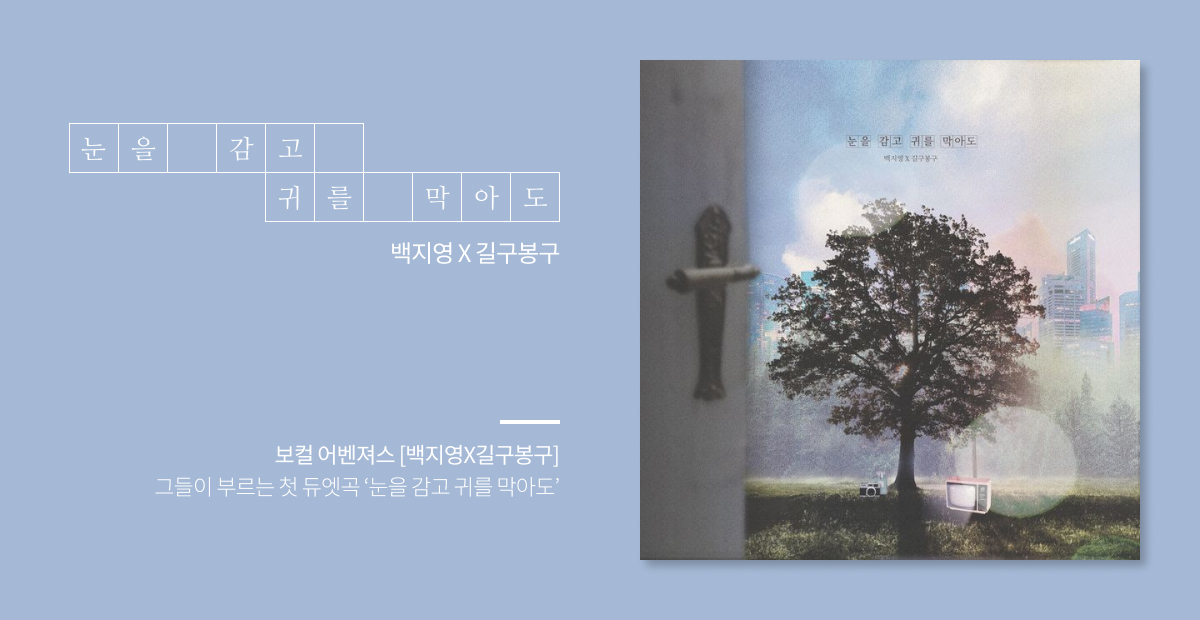 눈을 감고
귀를 막아도
백지영 X 길구봉구
보컬 어벤져스 [백지영X길구봉구]
그들이 부르는 첫 듀엣곡 ‘눈을 감고 귀를 막아도’
눈을 감고 귀를 막아도
백지영 X 길구봉구